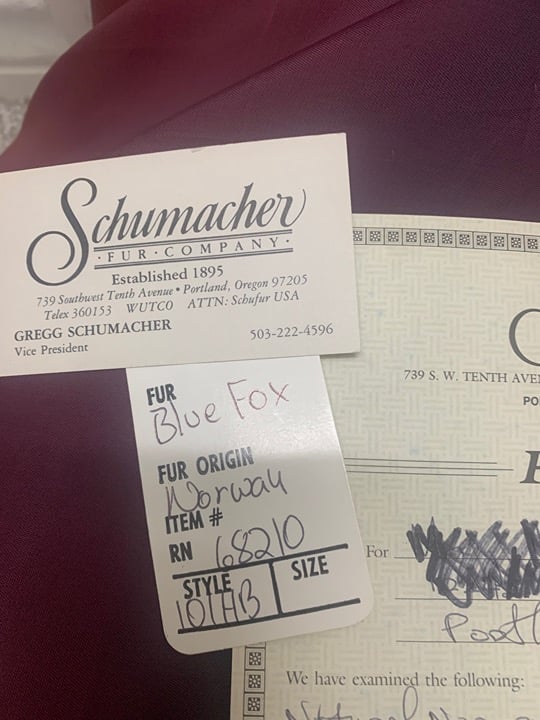 Schumacher
· FUR · COMPANY ·
Established 1895
739 Southwest Tenth Avenue • Portland, Oregon 97205
Telex 360153 WUTCO ATTN: Schufur USA
GREGG SCHUMACHER
Vice President
503-222-4596
FUR
Blue Fox
FUR ORIGIN
Norway
ITEM #
RN 68210
STYLE SIZE
101HB
739 S. W. TENTH AVE
PO
For
Portl
We have examined the following: